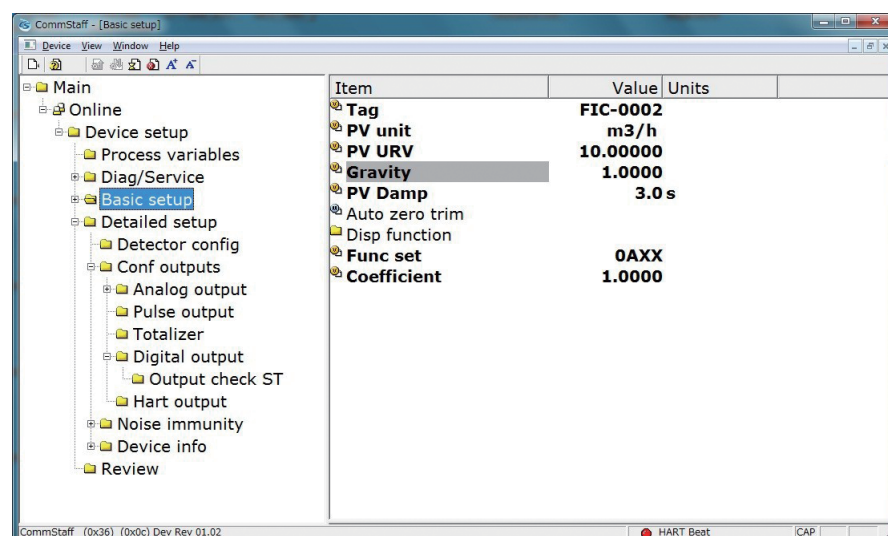 CommStaff - [Basic setup]
Device View Window Help
Main
Online
Device setup
Process variables
Diag/Service
Basic setup
Detailed setup
Detector config
Conf outputs
Analog output
Pulse output
Totalizer
Digital output
Output check ST
Hart output
Noise immunity
Device info
Review
Item Value Units
Tag FIC-0002
PV unit m3/h
PV URV 10.00000
Gravity 1.0000
PV Damp 3.0 s
Auto zero trim
Disp function
Func set 0AXX
Coefficient 1.0000
CommStaff (0x36) (0x0c) Dev Rev 01.02 HART Beat CAP